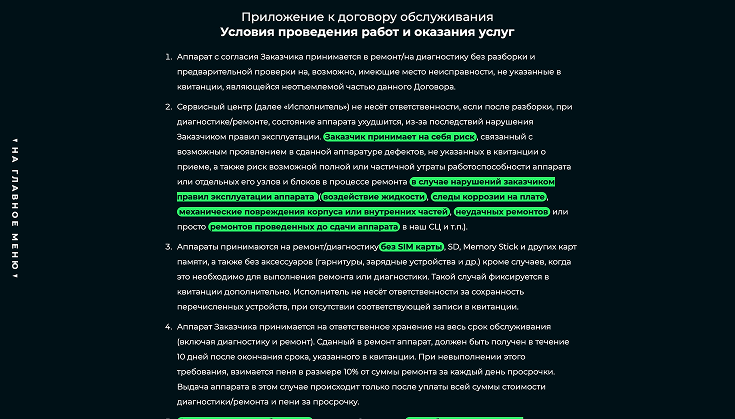 Приложение к договору обслуживания
Условия проведения работ и оказания услуг
1. Аппарат с согласия Заказчика принимается в ремонт/на диагностику без разборки и
предварительной проверки на, возможно, имеющие место неисправности, не указанные в
квитанции, являющейся неотъемлемой частью данного Договора.
2. Сервисный центр (далее «Исполнитель») не несёт ответственности, если после разборки, при
диагностике/ремонте, состояние аппарата ухудшится, из-за последствий нарушения
Заказчиком правил эксплуатации. Заказчик принимает на себя риск, связанный с
возможным проявлением в сданной аппаратуре дефектов, не указанных в квитанции о
приеме, а также риск возможной полной или частичной утраты работоспособности аппарата
или отдельных его узлов и блоков в процессе ремонта в случае нарушений заказчиком
правил эксплуатации аппарата (воздействие жидкости, следы коррозии на плате,
механические повреждения корпуса или внутренних частей, неудачных ремонтов или
просто ремонтов проведенных до сдачи аппарата в наш СЦ и т.п.).
3. Аппараты принимаются на ремонт/диагностику без SIM карты, SD, Memory Stick и других карт
памяти, а также без аксессуаров (гарнитуры, зарядные устройства и др.) кроме случаев, когда
это необходимо для выполнения ремонта или диагностики. Такой случай фиксируется в
квитанции дополнительно. Исполнитель не несёт ответственности за сохранность
перечисленных устройств, при отсутствии соответствующей записи в квитанции.
4. Аппарат Заказчика принимается на ответственное хранение на весь срок обслуживания
(включая диагностику и ремонт). Сданный в ремонт аппарат, должен быть получен в течение
10 дней после окончания срока, указанного в квитанции. При невыполнении этого
требования, взимается пеня в размере 10% от суммы ремонта за каждый день просрочки.
Выдача аппарата в этом случае происходит только после уплаты всей суммы стоимости
диагностики/ремонта и пени за просрочку.
НА ГЛАВНОЕ МЕНЮ